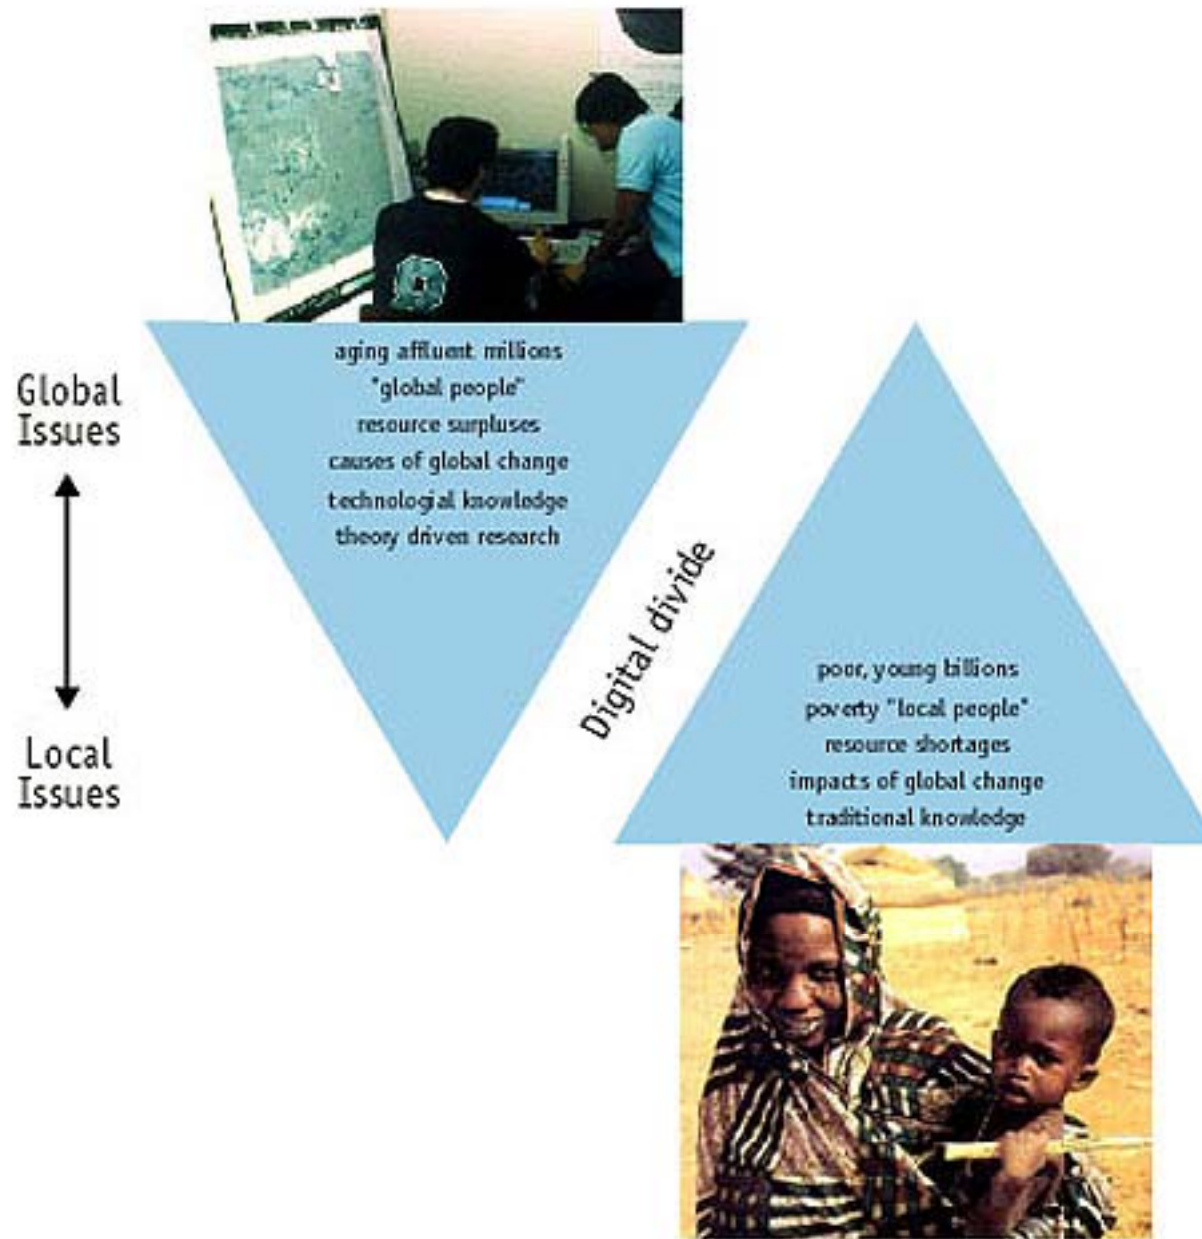 Global
Issues
Local
Issues
aging affluent millions
"global people"
resource surpluses
causes of global change
technologial knowledge
theory driven research
Digital divide
poor, young billions
poverty "local people"
resource shortages
impacts of global change
traditional knowledge